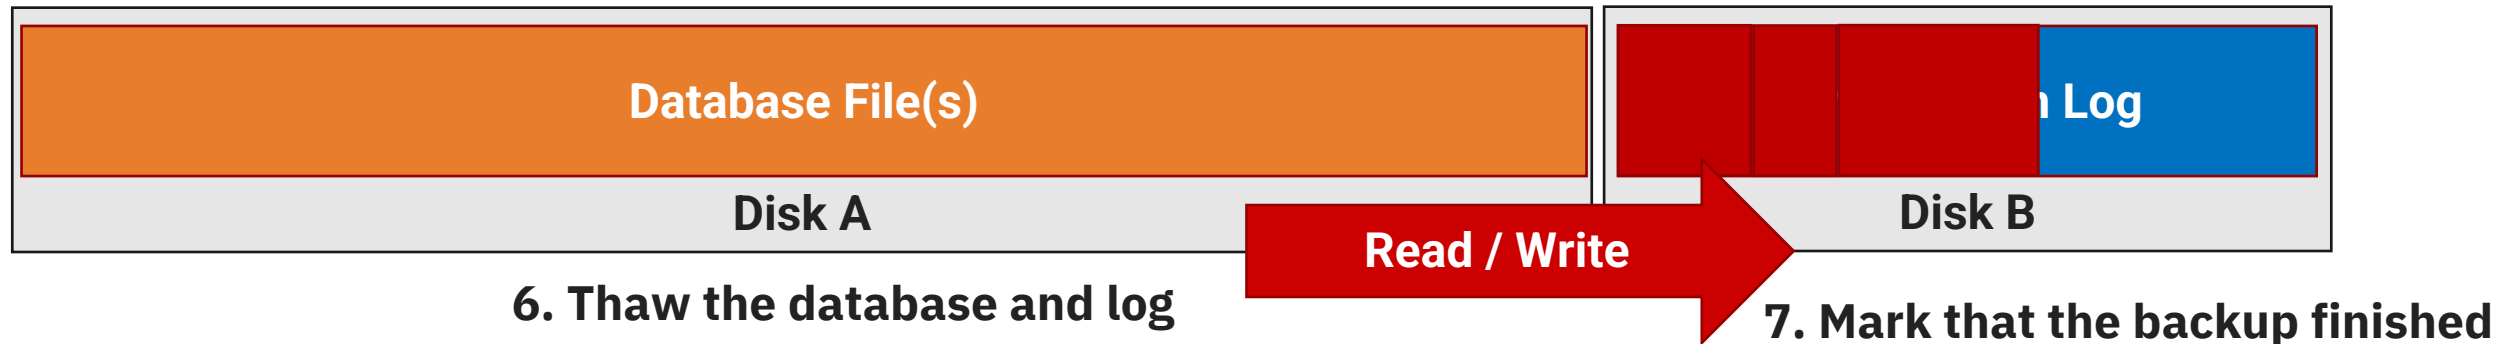 Database File(s)
Log
Disk A
Disk B
Read / Write
6. Thaw the database and log
7. Mark that the backup finished